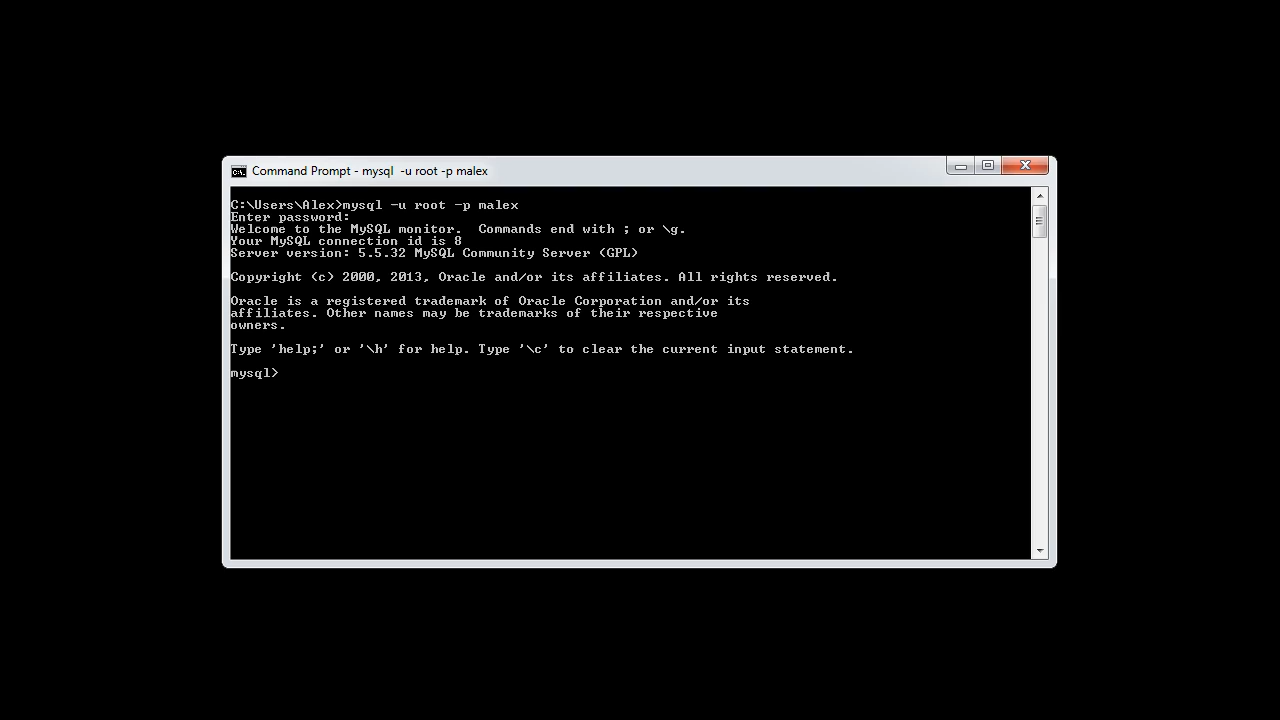 Command Prompt - mysql  -u root -p malex
C:\Users\Alex>mysql -u root -p malex
Enter password:
Welcome to the MySQL monitor.  Commands end with ; or \g.
Your MySQL connection id is 8
Server version: 5.5.32 MySQL Community Server (GPL)
Copyright (c) 2000, 2013, Oracle and/or its affiliates. All rights reserved.
Oracle is a registered trademark of Oracle Corporation and/or its
affiliates. Other names may be trademarks of their respective
owners.
Type 'help;' or '\h' for help. Type '\c' to clear the current input statement.
mysql>